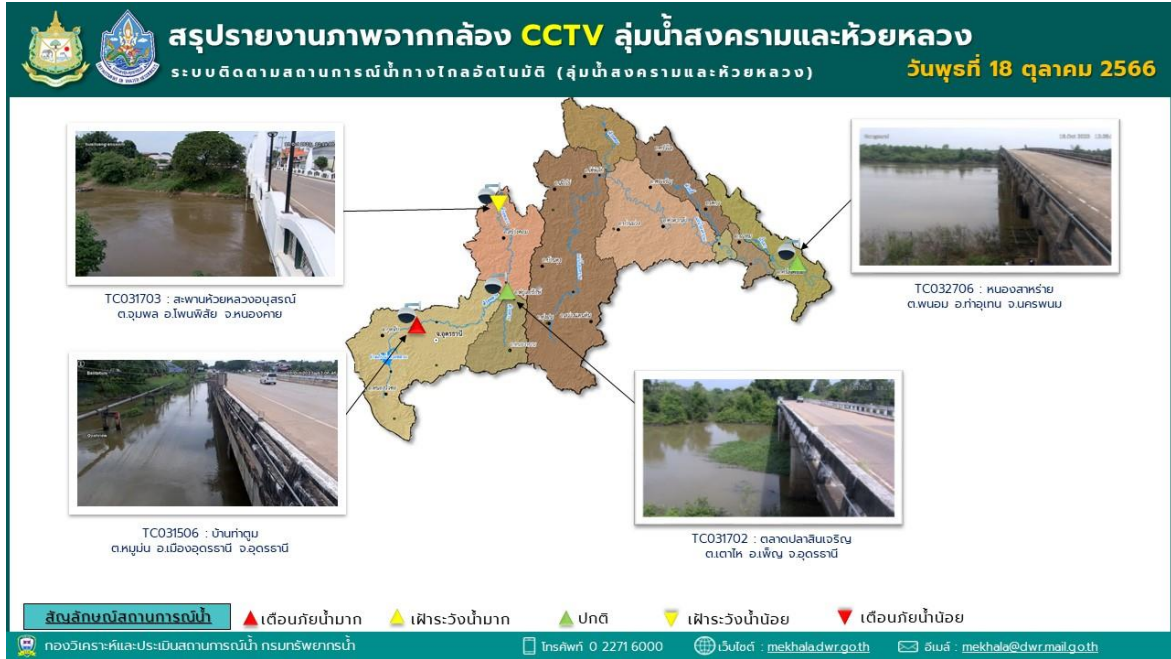 สรุปรายงานภาพจากกล้อง CCTV ลุ่มน้ำสงครามและห้วยหลวง
ระบบติดตามสถานการณ์น้ำทางไกลอัตโนมัติ (ลุ่มน้ำสงครามและห้วยหลวง)
วันพุธที่ 18 ตุลาคม 2566
TC031703 : สะพานห้วยหลวงอนุสรณ์
ต.จุมพล อ.โพนพิสัย จ.หนองคาย
TC032706 : หนองสาหร่าย
ต.พนอม อ.ท่าอุเทน จ.นครพนม
จ.อุดรธานี
TC031506 : บ้านท่าตูม
ต.หมูม่น อ.เมืองอุดรธานี จ.อุดรธานี
TC031702 : ตลาดปลาสินเจริญ
ต.เตาไห อ.เพ็ญ จ.อุดรธานี
สัญลักษณ์สถานการณ์น้ำ
เตือนภัยน้ำมาก
เฝ้าระวังน้ำมาก
ปกติ
เฝ้าระวังน้ำน้อย
เตือนภัยน้ำน้อย
กองวิเคราะห์และประเมินสถานการณ์น้ำ กรมทรัพยากรน้ำ
โทรศัพท์ 0 2271 6000
เว็บไซต์ : mekhala.dwr.go.th
อีเมล์ : mekhala@dwr.mail.go.th